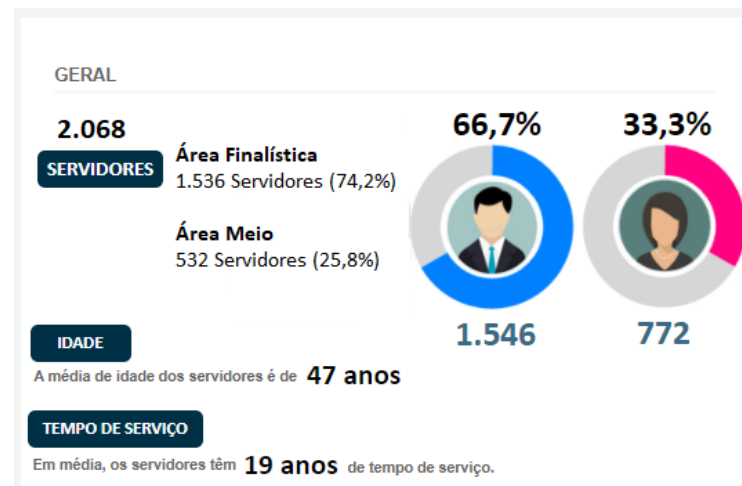 GERAL
2.068
SERVIDORES
Área Finalística
1.536 Servidores (74,2%)
Área Meio
532 Servidores (25,8%)
66,7%
33,3%
1.546
772
IDADE
A média de idade dos servidores é de 47 anos
TEMPO DE SERVIÇO
Em média, os servidores têm 19 anos de tempo de serviço.